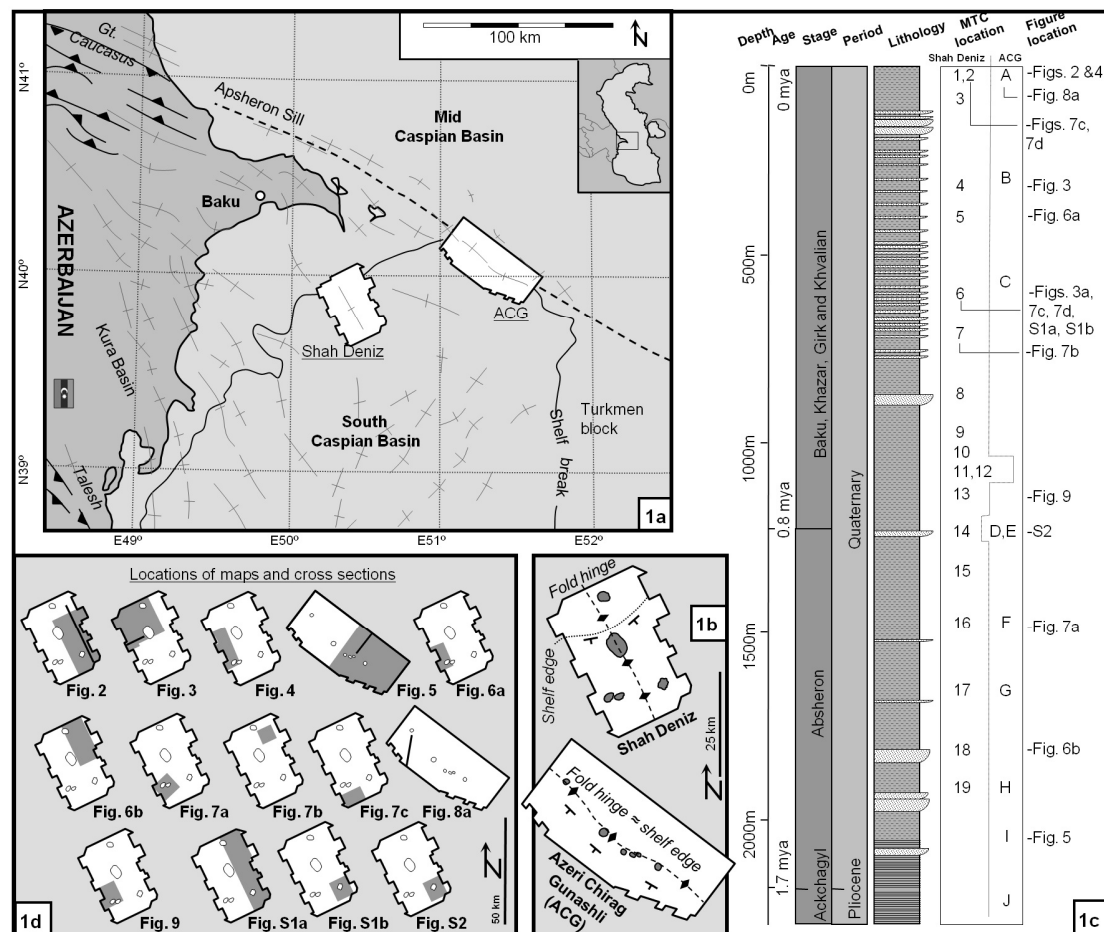 100 km
N
Gt.
Caucasus
N41º
N40º
N39º
Apsheron Sill
Mid
Caspian Basin
Baku
AZERBAIJAN
Kura Basin
Talesh
Shah Deniz
ACG
South
Caspian Basin
Shelf break
Turkmen
block
E49º
E50º
E51º
E52º
1a
Locations of maps and cross sections
Fig. 2
Fig. 3
Fig. 4
Fig. 5
Fig. 6a
Fig. 6b
Fig. 7a
Fig. 7b
Fig. 7c
Fig. 8a
Fig. 9
Fig. S1a
Fig. S1b
Fig. S2
N
50 km
1d
1b
Fold hinge
Shelf edge
Shah Deniz
25 km
N
Fold hinge ≈ shelf edge
Azeri Chirag
Gunashli
(ACG)
Depth
Age
Stage
Period
Lithology
MTC
location
Figure
location
Shah Deniz
ACG
0m
500m
1000m
1500m
2000m
0 mya
0.8 mya
1.7 mya
Baku, Khazar, Girk and Khvalian
Absheron
Ackchagyl
Quaternary
Pliocene
1,2
A
-Figs. 2 &4
3
-Fig. 8a
-Figs. 7c,
7d
4
B
-Fig. 3
5
-Fig. 6a
C
6
-Figs. 3a,
7c, 7d,
S1a, S1b
7
-Fig. 7b
8
9
10
11,12
13
-Fig. 9
14
D,E
-S2
15
16
F
-Fig. 7a
17
G
18
-Fig. 6b
19
H
I
-Fig. 5
J
1c